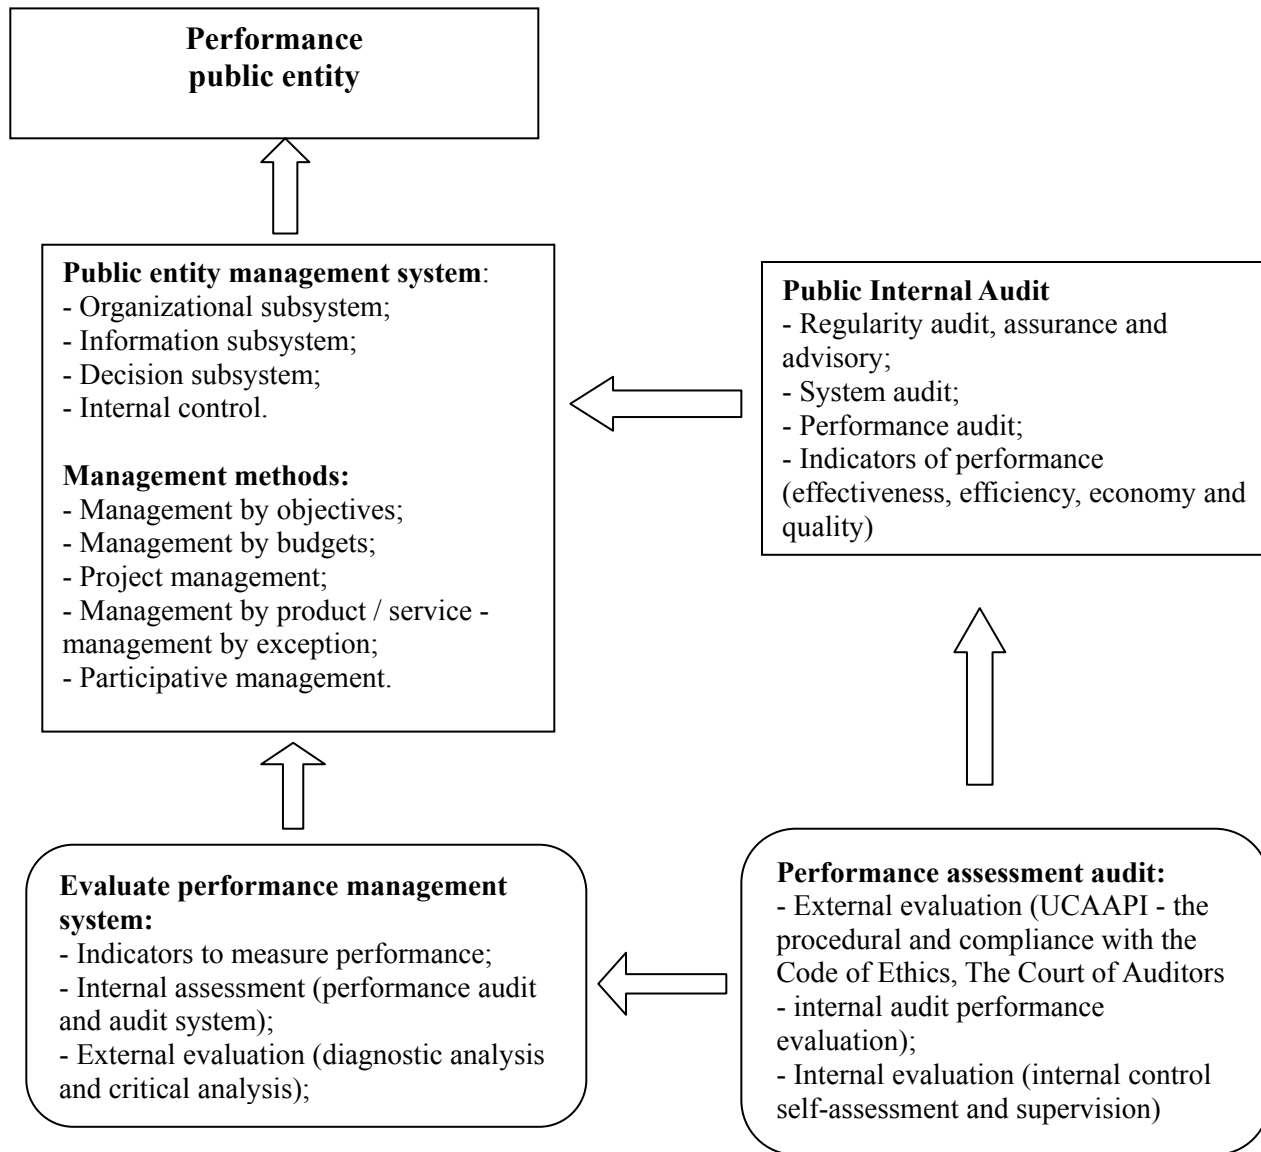 Performance
public entity
Public entity management system:
- Organizational subsystem;
- Information subsystem;
- Decision subsystem;
- Internal control.
Management methods:
- Management by objectives;
- Management by budgets;
- Project management;
- Management by product / service -
management by exception;
- Participative management.
Public Internal Audit
- Regularity audit, assurance and
advisory;
- System audit;
- Performance audit;
- Indicators of performance
(effectiveness, efficiency, economy and
quality)
Evaluate performance management
system:
- Indicators to measure performance;
- Internal assessment (performance audit
and audit system);
- External evaluation (diagnostic analysis
and critical analysis);
Performance assessment audit:
- External evaluation (UCAAPI - the
procedural and compliance with the
Code of Ethics, The Court of Auditors
- internal audit performance
evaluation);
- Internal evaluation (internal control
self-assessment and supervision)